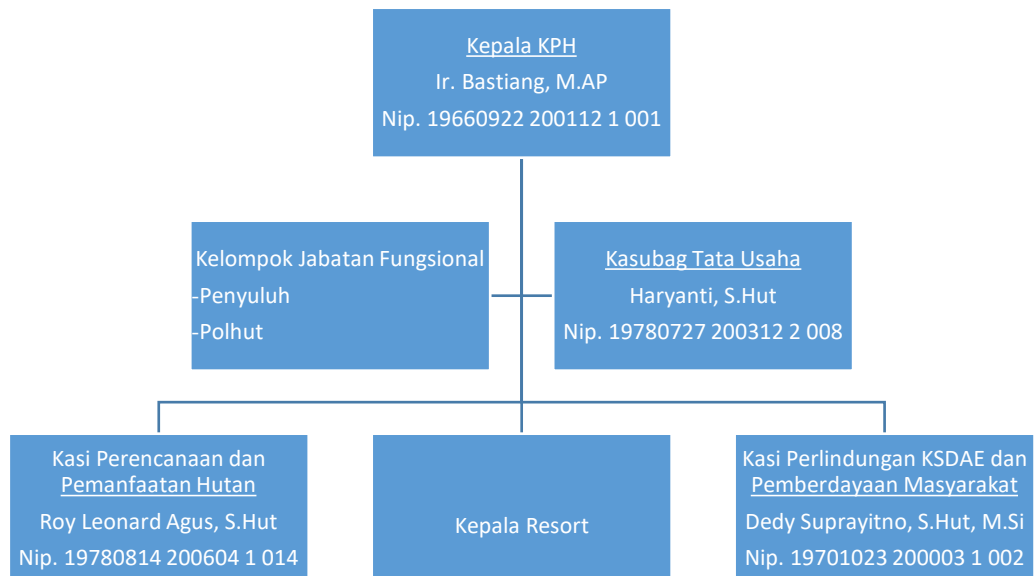 Kepala KPH
Ir. Bastiang, M.AP
Nip. 19660922 200112 1 001
Kelompok Jabatan Fungsional
-Penyuluh
-Polhut
Kasubag Tata Usaha
Haryanti, S.Hut
Nip. 19780727 200312 2 008
Kasi Perencanaan dan
Pemanfaatan Hutan
Roy Leonard Agus, S.Hut
Nip. 19780814 200604 1 014
Kepala Resort
Kasi Perlindungan KSDAE dan
Pemberdayaan Masyarakat
Dedy Suprayitno, S.Hut, M.Si
Nip. 19701023 200003 1 002